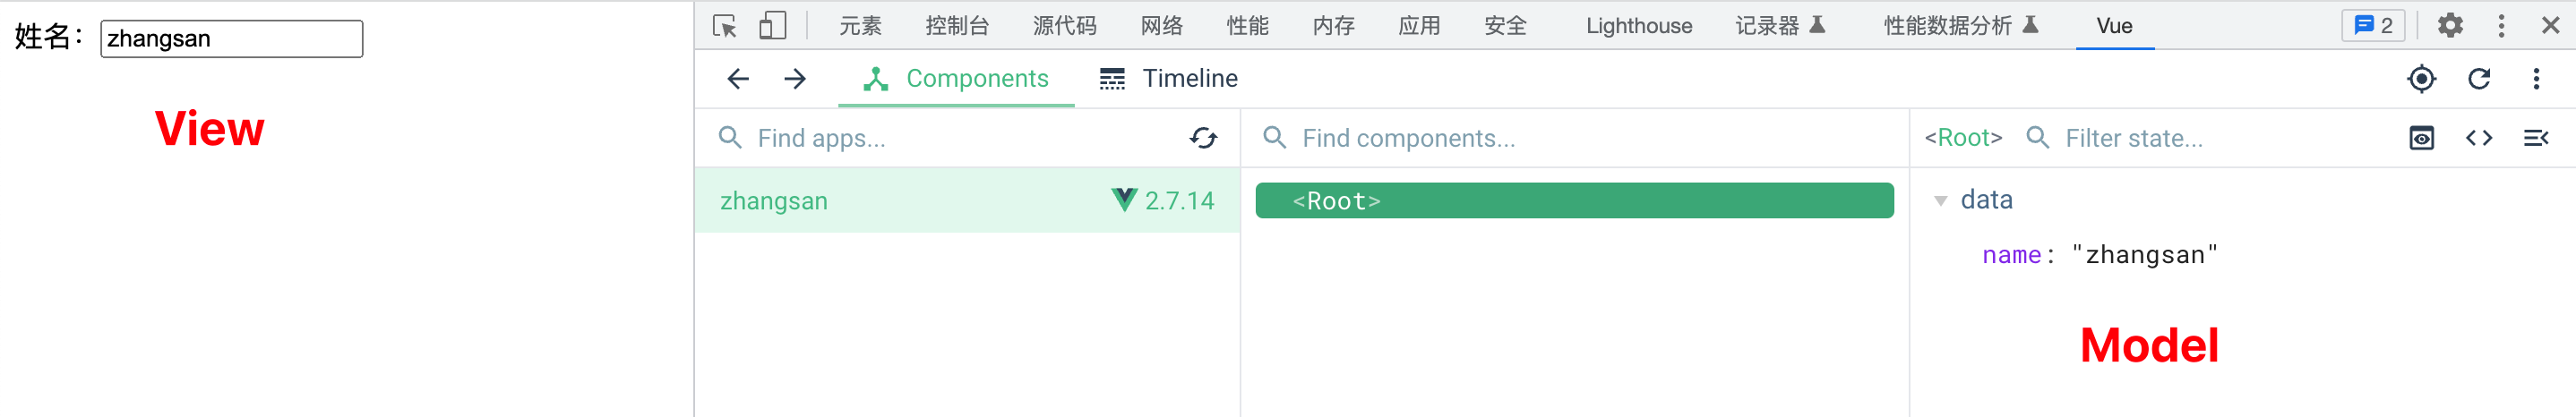 姓名： zhangsan
View
元素 控制台 源代码 网络 性能 内存 应用 安全 Lighthouse 记录器 性能数据分析 Vue 2
Components Timeline
Find apps... Find components... <Root> Filter state...
zhangsan 2.7.14 <Root> data
name: "zhangsan"
Model